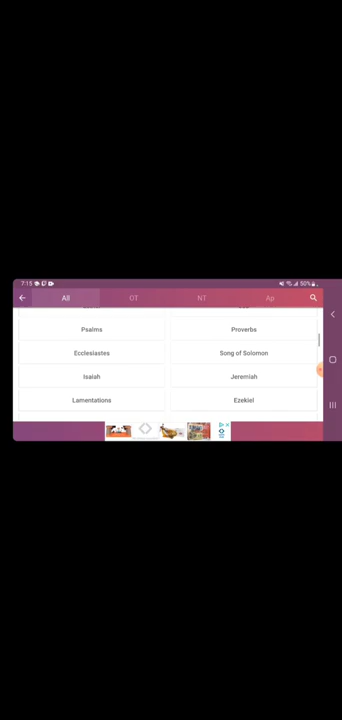 7:15 50%
All OT NT Ap
Psalms Proverbs
Ecclesiastes Song of Solomon
Isaiah Jeremiah
Lamentations Ezekiel